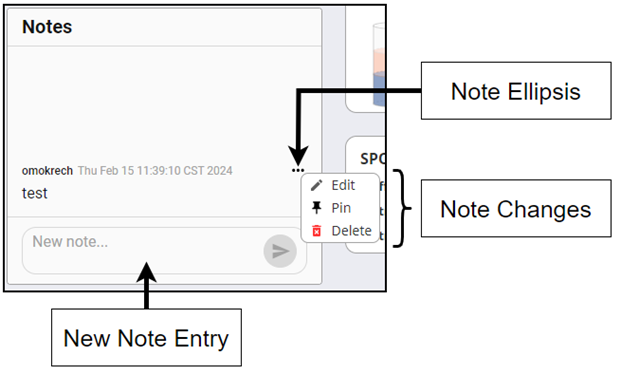 Notes
Note Ellipsis
omokrech Thu Feb 15 11:39:10 CST 2024
SPO
test
Edit
Pin
Delete
Note Changes
New note...
New Note Entry